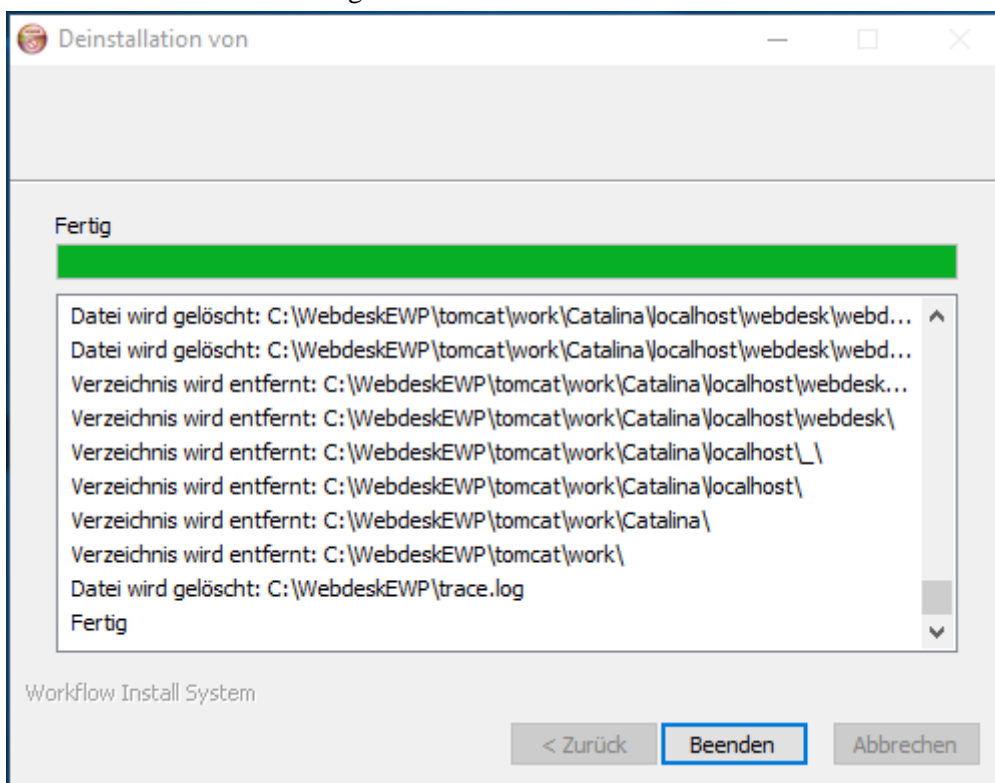 Deinstallation von
Fertig
Datei wird gelöscht: C:\WebdeskEWP\tomcat\work\Catalina\localhost\webdesk\webd...
Datei wird gelöscht: C:\WebdeskEWP\tomcat\work\Catalina\localhost\webdesk\webd...
Verzeichnis wird entfernt: C:\WebdeskEWP\tomcat\work\Catalina\localhost\webdesk...
Verzeichnis wird entfernt: C:\WebdeskEWP\tomcat\work\Catalina\localhost\webdesk\
Verzeichnis wird entfernt: C:\WebdeskEWP\tomcat\work\Catalina\localhost\_\
Verzeichnis wird entfernt: C:\WebdeskEWP\tomcat\work\Catalina\localhost\
Verzeichnis wird entfernt: C:\WebdeskEWP\tomcat\work\Catalina\
Verzeichnis wird entfernt: C:\WebdeskEWP\tomcat\work\
Datei wird gelöscht: C:\WebdeskEWP\trace.log
Fertig
Workflow Install System
< Zurück Beenden Abbrechen